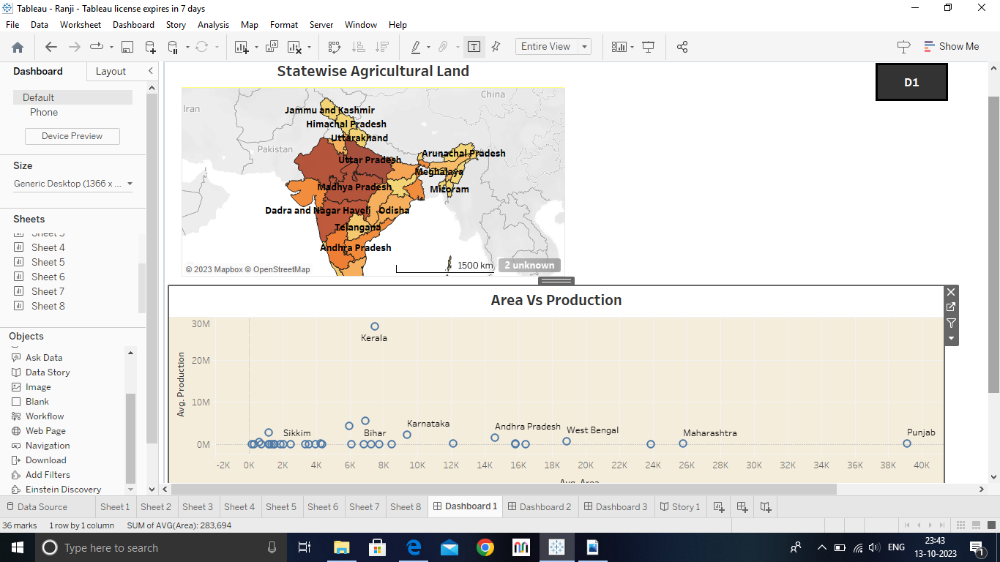 Tableau - Ranji - Tableau license expires in 7 days
File Data Worksheet Dashboard Story Analysis Map Format Server Window Help
Entire View
Show Me
Dashboard Layout
Default
Phone
Device Preview
Size
Generic Desktop (1366 x ...
Sheets
Sheet 4
Sheet 5
Sheet 6
Sheet 7
Sheet 8
Objects
Ask Data
Data Story
Image
Blank
Workflow
Web Page
Navigation
Download
Add Filters
Einstein Discovery
Statewise Agricultural Land
D1
China
Iran
Jammu and Kashmir
Himachal Pradesh
Uttarakhand
Pakistan
Arunachal Pradesh
Uttar Pradesh
Meghalaya
Madhya Pradesh
Mizoram
Dadra and Nagar Haveli
Odisha
Telangana
Andhra Pradesh
1500 km
2 unknown
© 2023 Mapbox © OpenStreetMap
Area Vs Production
Avg. Production
30M
20M
10M
0M
Kerala
Sikkim
Bihar
Karnataka
Andhra Pradesh
West Bengal
Maharashtra
Punjab
-2K 0K 2K 4K 6K 8K 10K 12K 14K 16K 18K 20K 22K 24K 26K 28K 30K 32K 34K 36K 38K 40K
Avg. Area
Data Source Sheet 1 Sheet 2 Sheet 3 Sheet 4 Sheet 5 Sheet 6 Sheet 7 Sheet 8 Dashboard 1 Dashboard 2 Dashboard 3 Story 1
36 marks 1 row by 1 column SUM of AVG(Area): 283,694
Type here to search
ENG
23:43
13-10-2023
1